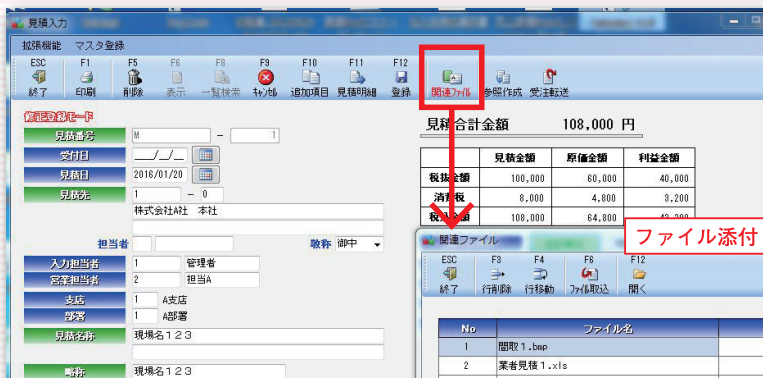 見積入力
拡張機能 マスタ登録
ESC F1 F5 F6 F8 F9 F10 F11 F12
終了 印刷 削除 表示 一覧検索 ｷｬﾝｾﾙ 追加項目 見積明細 登録 関連ﾌｧｲﾙ 参照作成 受注転送
修正登録モード
見積番号 M - 1
受付日 __/__/__
見積日 2016/01/20
見積先 1 - 0
株式会社A社 本社
担当者 敬称 御中
入力担当者 1 管理者
営業担当者 2 担当A
支店 1 A支店
部署 1 A部署
見積名称 現場名１２３
略称 現場名１２３
見積合計金額 108,000 円
見積金額 原価金額 利益金額
税抜金額 100,000 60,000 40,000
消費税 8,000 4,800 3,200
税込金額 108,000 64,800 43,200
ファイル添付
関連ファイル
ESC F3 F4 F6 F12
終了 行削除 行移動 ﾌｧｲﾙ取込 開く
No ファイル名
1 間取１.bmp
2 業者見積１.xls